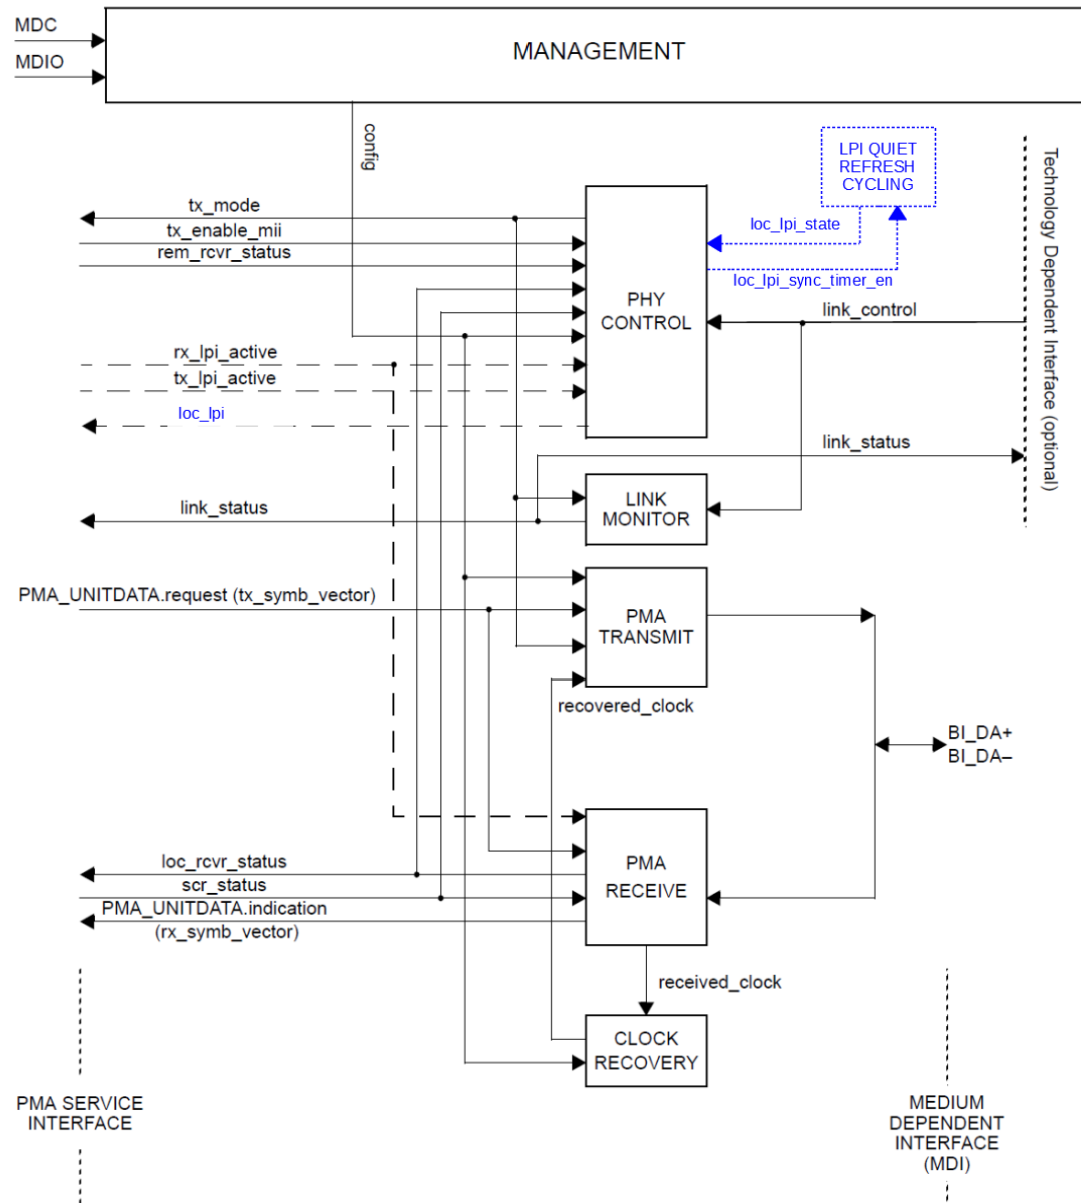 MDC
MDIO
MANAGEMENT
config
LPI QUIET
REFRESH
CYCLING
Technology Dependent Interface (optional)
tx_mode
tx_enable_mii
rem_rcvr_status
loc_lpi_state
loc_lpi_sync_timer_en
PHY
CONTROL
link_control
rx_lpi_active
tx_lpi_active
loc_lpi
link_status
link_status
LINK
MONITOR
PMA_UNITDATA.request (tx_symb_vector)
PMA
TRANSMIT
recovered_clock
BI_DA+
BI_DA–
loc_rcvr_status
scr_status
PMA_UNITDATA.indication
(rx_symb_vector)
PMA
RECEIVE
received_clock
CLOCK
RECOVERY
PMA SERVICE
INTERFACE
MEDIUM
DEPENDENT
INTERFACE
(MDI)